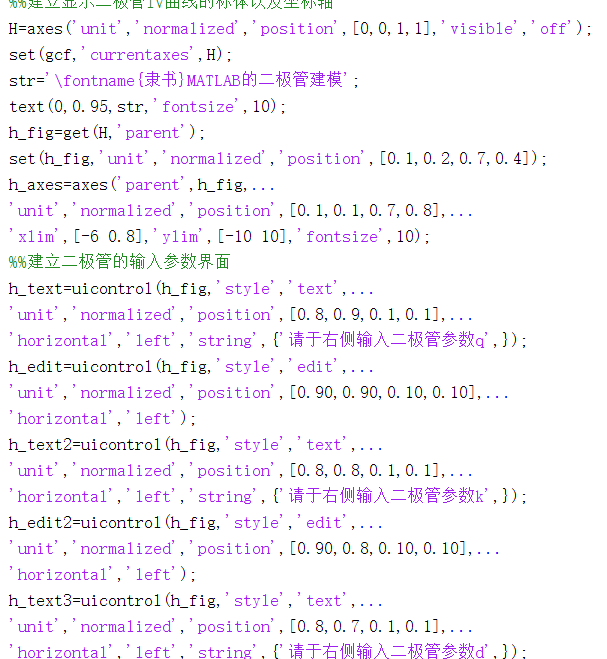 %%建立显示二极管IV曲线的标体以及坐标轴
H=axes('unit','normalized','position',[0,0,1,1],'visible','off');
set(gcf,'currentaxes',H);
str='\fontname{隶书}MATLAB的二极管建模';
text(0,0.95,str,'fontsize',10);
h_fig=get(H,'parent');
set(h_fig,'unit','normalized','position',[0.1,0.2,0.7,0.4]);
h_axes=axes('parent',h_fig,...
'unit','normalized','position',[0.1,0.1,0.7,0.8],...
'xlim',[-6 0.8],'ylim',[-10 10],'fontsize',10);
%%建立二极管的输入参数界面
h_text=uicontrol(h_fig,'style','text',...
'unit','normalized','position',[0.8,0.9,0.1,0.1],...
'horizontal','left','string',{'请于右侧输入二极管参数q',});
h_edit=uicontrol(h_fig,'style','edit',...
'unit','normalized','position',[0.90,0.90,0.10,0.10],...
'horizontal','left');
h_text2=uicontrol(h_fig,'style','text',...
'unit','normalized','position',[0.8,0.8,0.1,0.1],...
'horizontal','left','string',{'请于右侧输入二极管参数k',});
h_edit2=uicontrol(h_fig,'style','edit',...
'unit','normalized','position',[0.90,0.8,0.10,0.10],...
'horizontal','left');
h_text3=uicontrol(h_fig,'style','text',...
'unit','normalized','position',[0.8,0.7,0.1,0.1],...
'horizontal','left','string',{'请于右侧输入二极管参数d',});